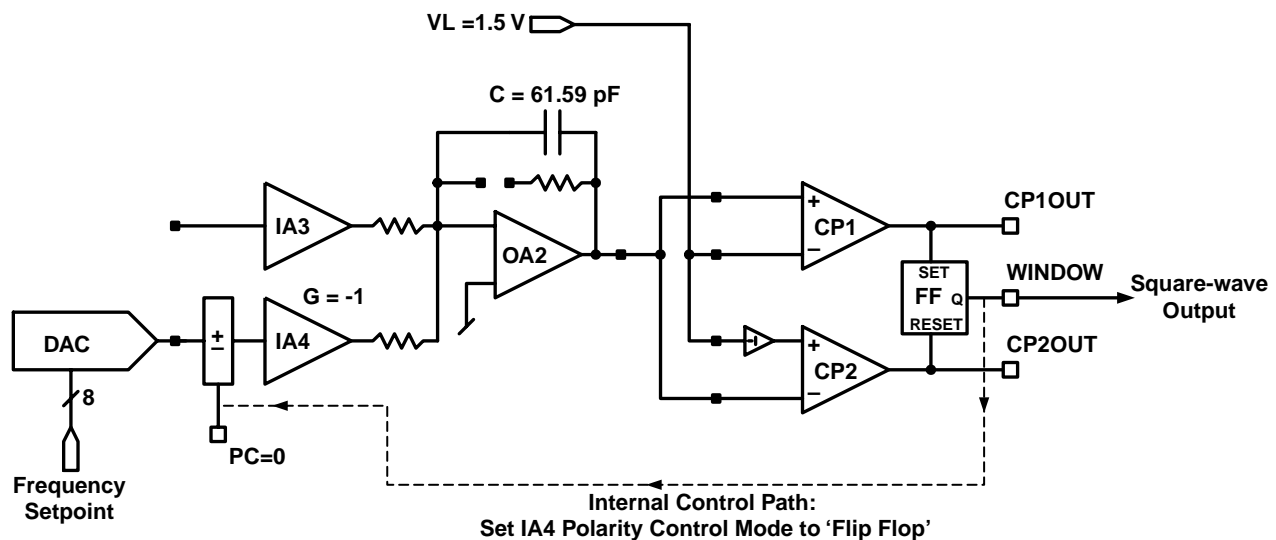 VL =1.5 V
C = 61.59 pF
IA3
OA2
+
CP1
–
CP1OUT
SET
FF Q
RESET
WINDOW
Square-wave
Output
G = -1
DAC
+
–
IA4
-1
+
CP2
–
CP2OUT
8
PC=0
Frequency
Setpoint
Internal Control Path:
Set IA4 Polarity Control Mode to ‘Flip Flop’